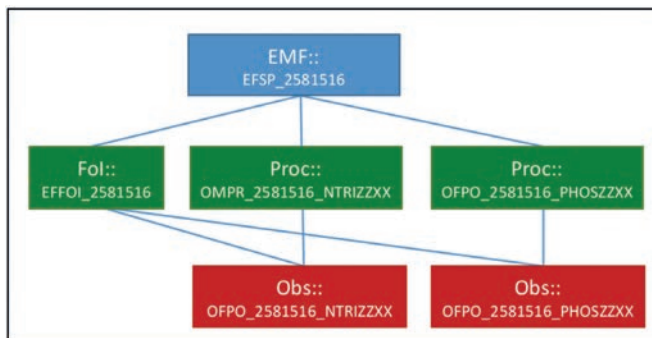 EMF::
EFSP_2581516
FoI::
EFFOI_2581516
Proc::
OMPR_2581516_NTRIZZXX
Proc::
OFPO_2581516_PHOSZZXX
Obs::
OFPO_2581516_NTRIZZXX
Obs::
OFPO_2581516_PHOSZZXX